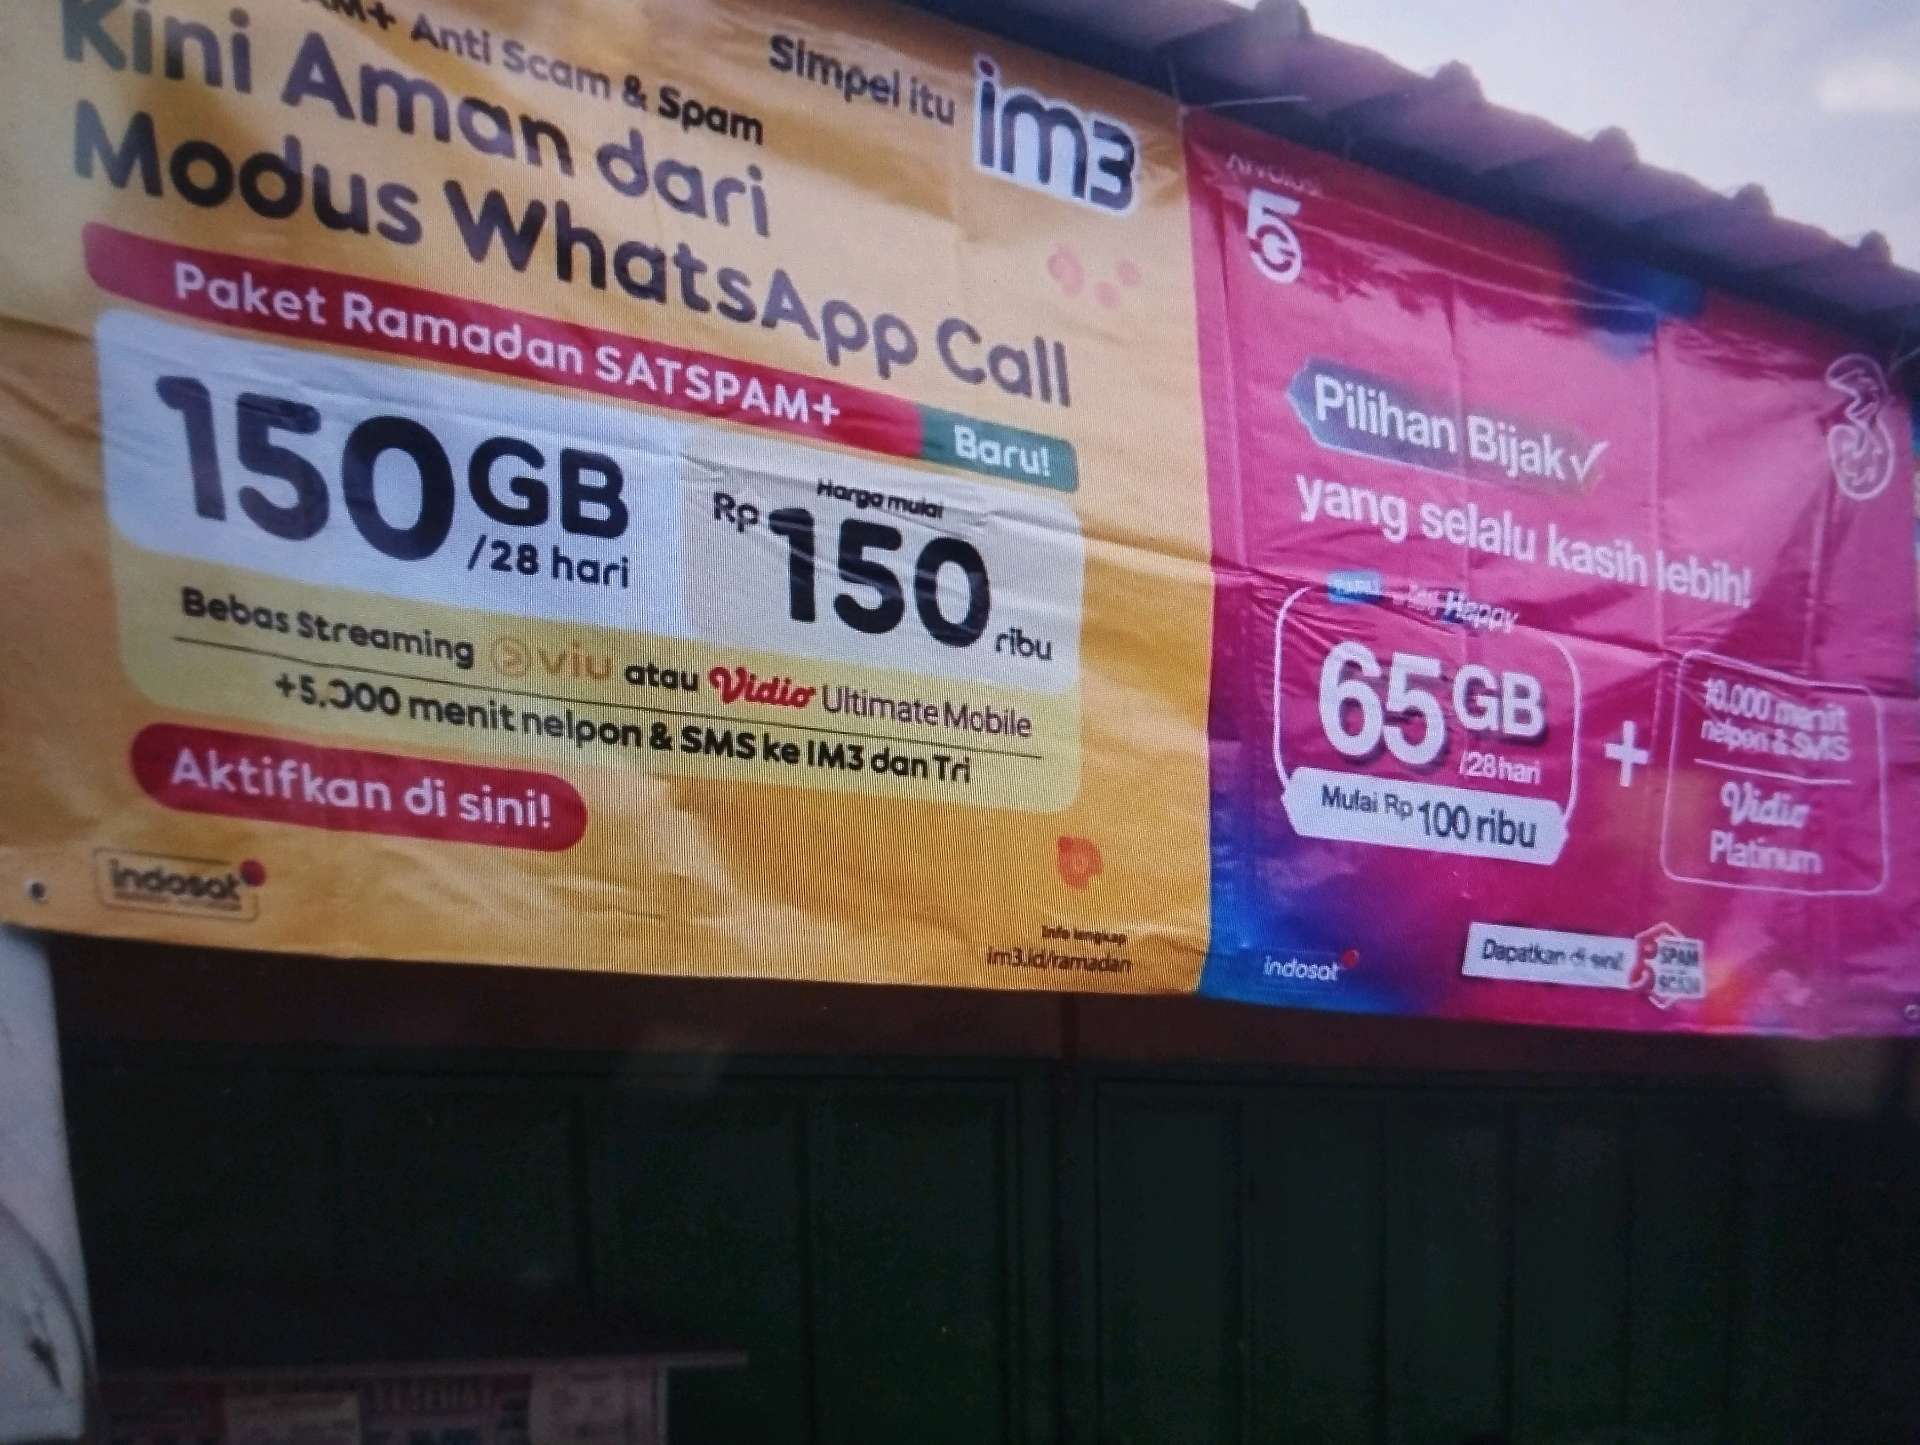 Anti Scam & Spam
Kini Aman dari
Modus WhatsApp Call
Simpel itu im3
Paket Ramadan SATSPAM+
Baru!
150GB
/28 hari
Harga mulai
Rp 150 ribu
Bebas Streaming viu atau Vidio Ultimate Mobile
+5.000 menit nelpon & SMS ke IM3 dan Tri
Aktifkan di sini!
indosat
Info lengkap
im3.id/ramadan
5G
3
Pilihan Bijak
yang selalu kasih lebih!
Happy
65GB
/28 hari
Mulai Rp 100 ribu
+
10.000 menit
nelpon & SMS
Vidio
Platinum
indosat
Dapatkan di sini!
SPAM